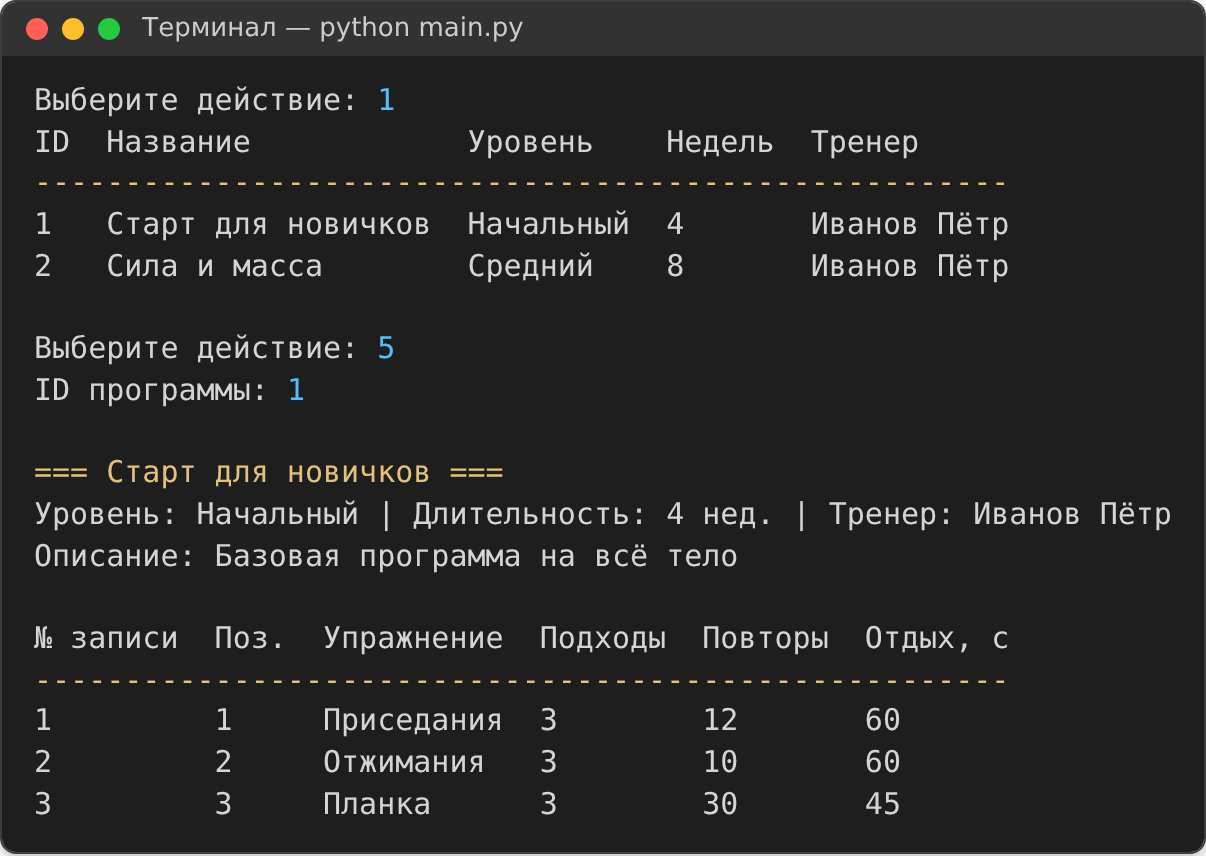 Терминал — python main.py
Выберите действие: 1
ID  Название            Уровень    Недель  Тренер
------------------------------------------------------
1   Старт для новичков  Начальный  4       Иванов Пётр
2   Сила и масса        Средний    8       Иванов Пётр
Выберите действие: 5
ID программы: 1
=== Старт для новичков ===
Уровень: Начальный | Длительность: 4 нед. | Тренер: Иванов Пётр
Описание: Базовая программа на всё тело
№ записи  Поз.  Упражнение  Подходы  Повторы  Отдых, с
------------------------------------------------------
1         1     Приседания  3        12       60
2         2     Отжимания   3        10       60
3         3     Планка      3        30       45